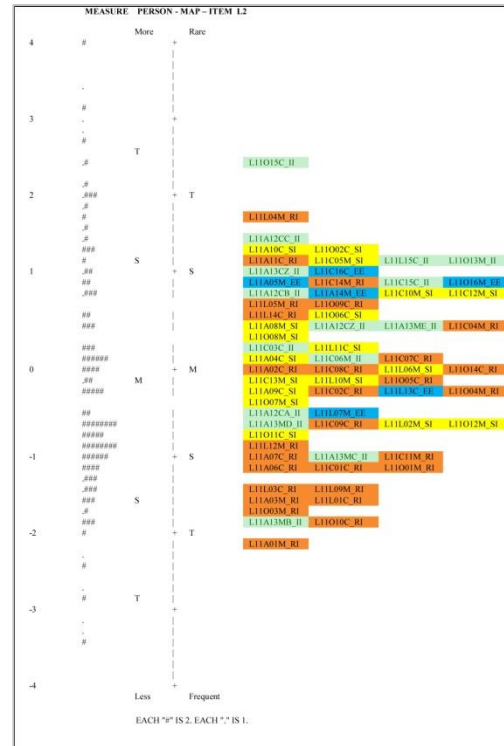 MEASURE PERSON - MAP – ITEM L2
More Rare
4 # +
|
|
|
. |
|
# |
3 . +
. |
# |
T |
.# | L11O15C_II
|
.# |
2 .### + T
.# |
# | L11L04M_RI
.# |
.# | L11A12CC_II
### | L11A10C_SI L11O02C_SI
# S | L11A11C_RI L11C05M_SI L11L15C_II L11O13M_II
1 .## + S L11A13CZ_II L11C16C_EE
## | L11A05M_EE L11C14M_RI L11C15C_II L11O16M_EE
.### | L11A12CB_II L11A14M_EE L11C10M_SI L11C12M_SI
| L11L05M_RI L11O09C_RI
## | L11L14C_RI L11O06C_SI
### | L11A08M_SI L11A12CZ_II L11A13ME_II L11C04M_RI
| L11O08M_SI
### | L11C03C_II L11L11C_SI
###### | L11A04C_SI L11C06M_II L11C07C_RI
0 #### + M L11A02C_RI L11C08C_RI L11L06M_SI L11O14C_RI
.## M | L11C13M_SI L11L10M_SI L11O05C_RI
##### | L11A09C_SI L11C02C_RI L11L13C_EE L11O04M_RI
| L11O07M_SI
## | L11A12CA_II L11L07M_EE
######## | L11A13MD_II L11C09C_RI L11L02M_SI L11O12M_SI
##### | L11O11C_SI
######## | L11L12M_RI
-1 ###### + S L11A07C_RI L11A13MC_II L11C11M_RI
#### | L11A06C_RI L11C01C_RI L11O01M_RI
.### |
.### | L11L03C_RI L11L09M_RI
### S | L11A03M_RI L11L01C_RI
.# | L11O03M_RI
### | L11A13MB_II L11O10C_RI
-2 # + T
| L11A01M_RI
. |
# |
|
. |
# T |
-3 +
. |
. |
# |
|
|
|
-4 +
Less Frequent
EACH "#" IS 2. EACH "." IS 1.